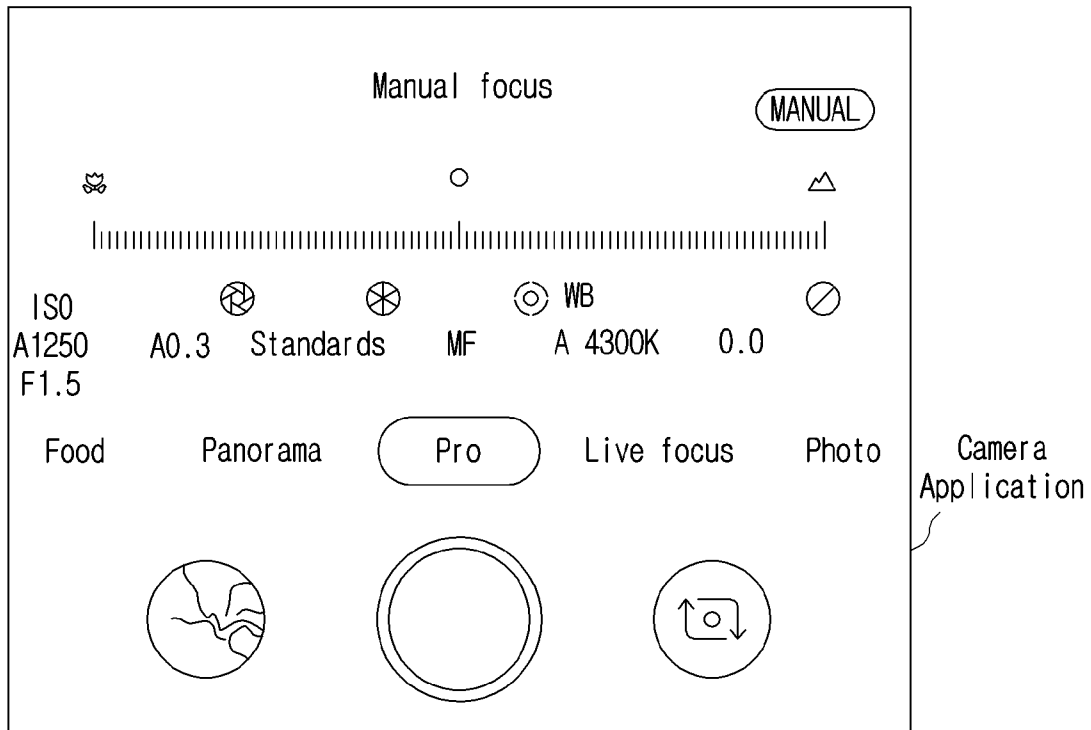 Manual focus
MANUAL
WB
ISO
A1250 A0.3 Standards MF A 4300K 0.0
F1.5
Food Panorama Pro Live focus Photo
Camera
Application